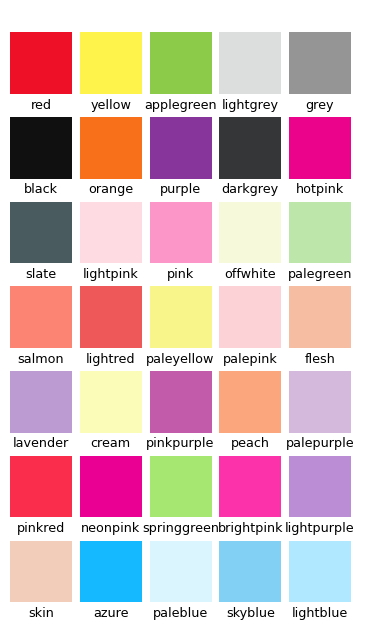 red yellow applegreen lightgrey grey
black orange purple darkgrey hotpink
slate lightpink pink offwhite palegreen
salmon lightred paleyellow palepink flesh
lavender cream pinkpurple peach palepurple
pinkred neonpink springgreen brightpink lightpurple
skin azure paleblue skyblue lightblue